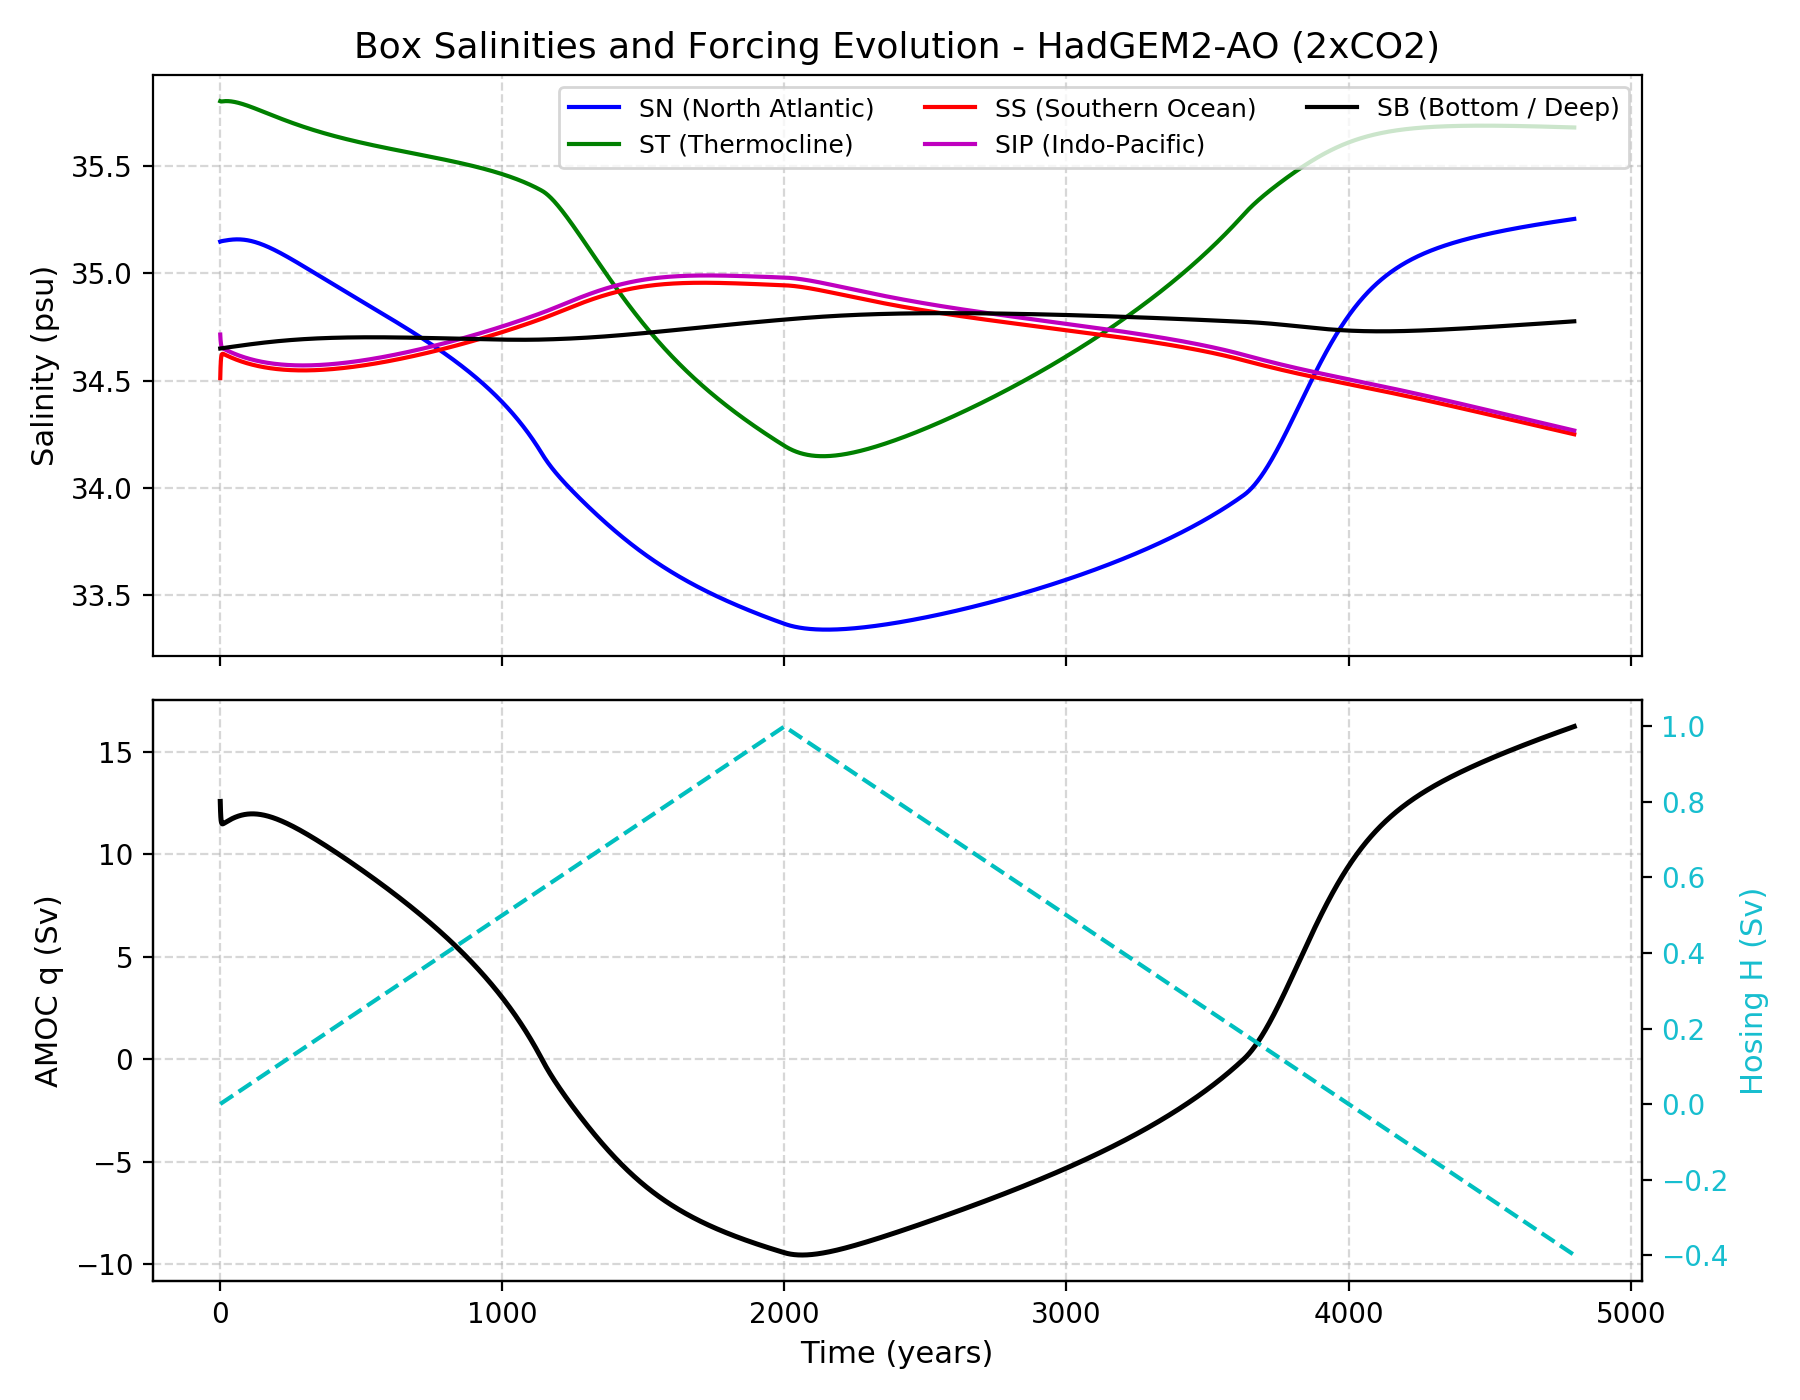 Box Salinities and Forcing Evolution - HadGEM2-AO (2xCO2)
SN (North Atlantic)
ST (Thermocline)
SS (Southern Ocean)
SIP (Indo-Pacific)
SB (Bottom / Deep)
Salinity (psu)
35.5
35.0
34.5
34.0
33.5
AMOC q (Sv)
15
10
5
0
−5
−10
Hosing H (Sv)
1.0
0.8
0.6
0.4
0.2
0.0
−0.2
−0.4
0 1000 2000 3000 4000 5000
Time (years)